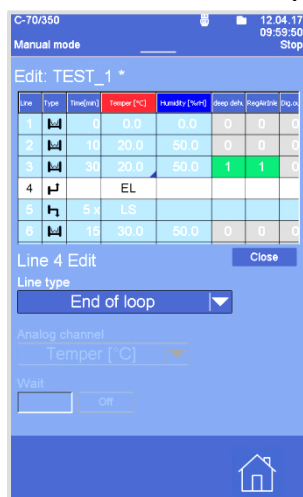 C-70/350 12.04.17
09:59:50
Manual mode Stop
Edit: TEST_1 *
Line Type Time[min] Temper [°C] Humidity [%rH] deep dehu. RegAirInle Dig.ou
1 0 0.0 0.0 0 0 0
2 10 20.0 50.0 0 0 0
3 30 20.0 50.0 1 1 0
4 EL
5 5 x LS
6 15 30.0 50.0 0 0 0
Line 4 Edit Close
Line type
End of loop
Analog channel
Temper [°C]
Wait
Off